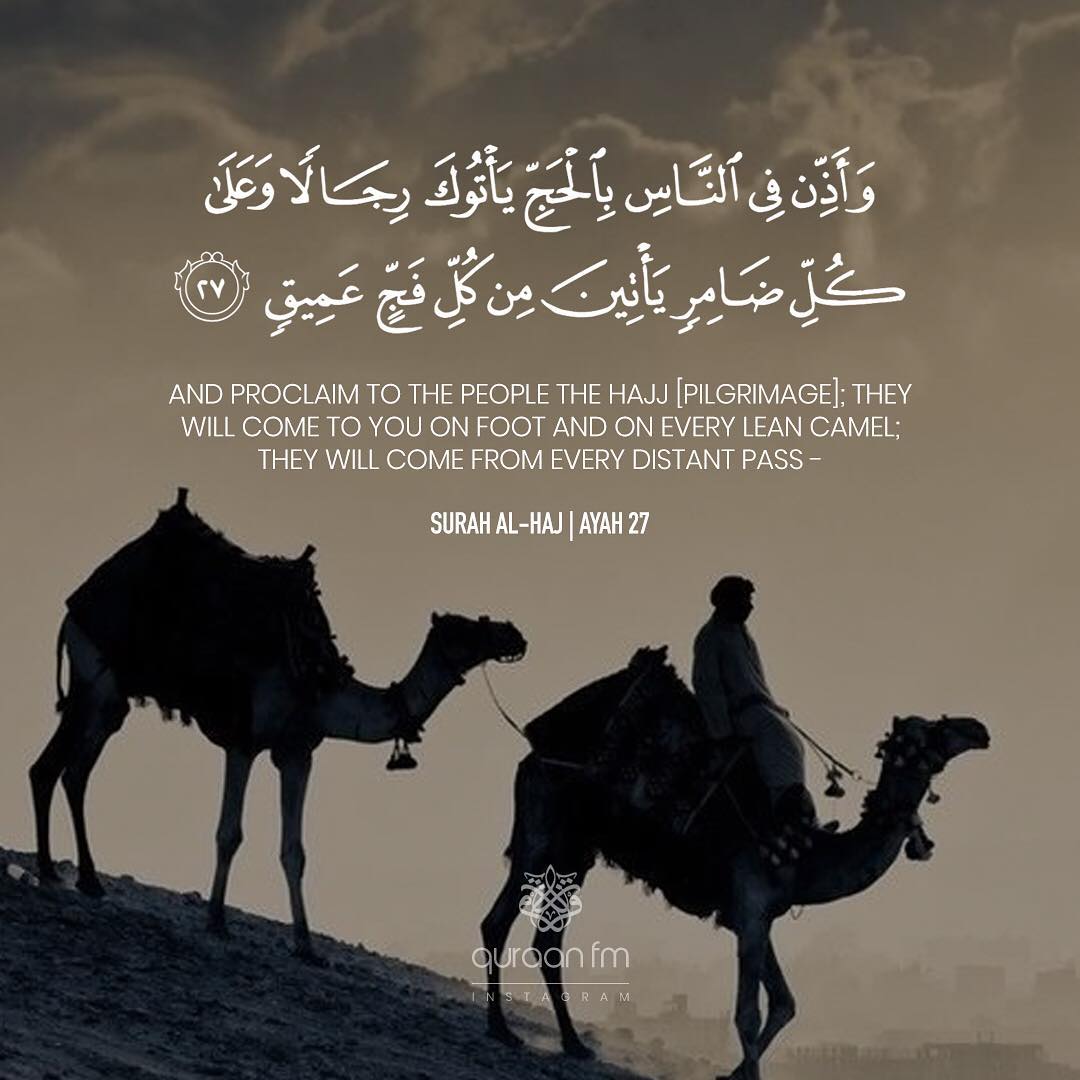 وَأَذِّن فِى ٱلنَّاسِ بِٱلْحَجِّ يَأْتُوكَ رِجَالًا وَعَلَىٰ
كُلِّ ضَامِرٍ يَأْتِينَ مِن كُلِّ فَجٍّ عَمِيقٍ ٢٧
AND PROCLAIM TO THE PEOPLE THE HAJJ [PILGRIMAGE]; THEY
WILL COME TO YOU ON FOOT AND ON EVERY LEAN CAMEL;
THEY WILL COME FROM EVERY DISTANT PASS –
SURAH AL-HAJ | AYAH 27
quraan fm
INSTAGRAM